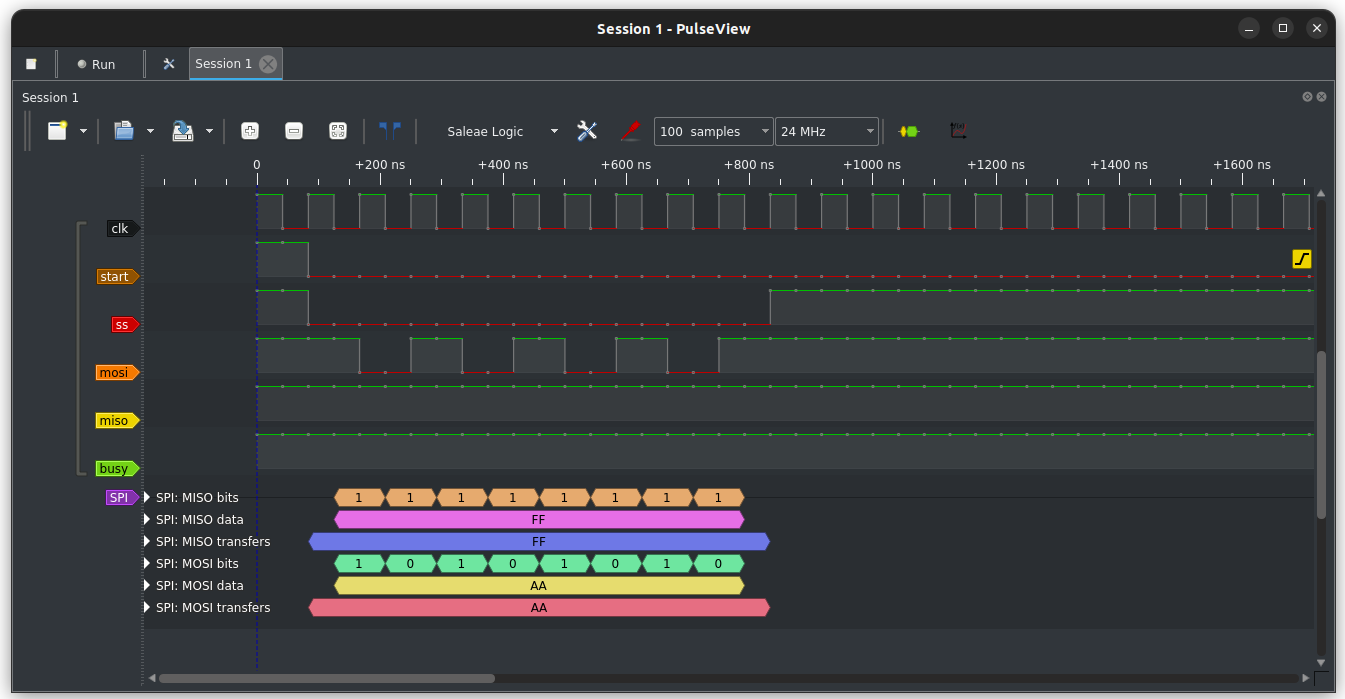 Session 1 - PulseView
Run
Session 1
Session 1
Saleae Logic
100 samples
24 MHz
0 +200 ns +400 ns +600 ns +800 ns +1000 ns +1200 ns +1400 ns +1600 ns
clk
start
ss
mosi
miso
busy
SPI SPI: MISO bits 1 1 1 1 1 1 1 1
SPI: MISO data FF
SPI: MISO transfers FF
SPI: MOSI bits 1 0 1 0 1 0 1 0
SPI: MOSI data AA
SPI: MOSI transfers AA